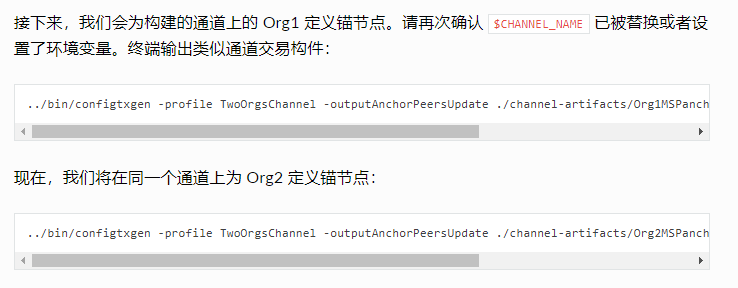 接下来，我们会为构建的通道上的 Org1 定义锚节点。请再次确认 $CHANNEL_NAME 已被替换或者设
置了环境变量。终端输出类似通道交易构件：
../bin/configtxgen -profile TwoOrgsChannel -outputAnchorPeersUpdate ./channel-artifacts/Org1MSPanch
现在，我们将在同一个通道上为 Org2 定义锚节点：
../bin/configtxgen -profile TwoOrgsChannel -outputAnchorPeersUpdate ./channel-artifacts/Org2MSPanch